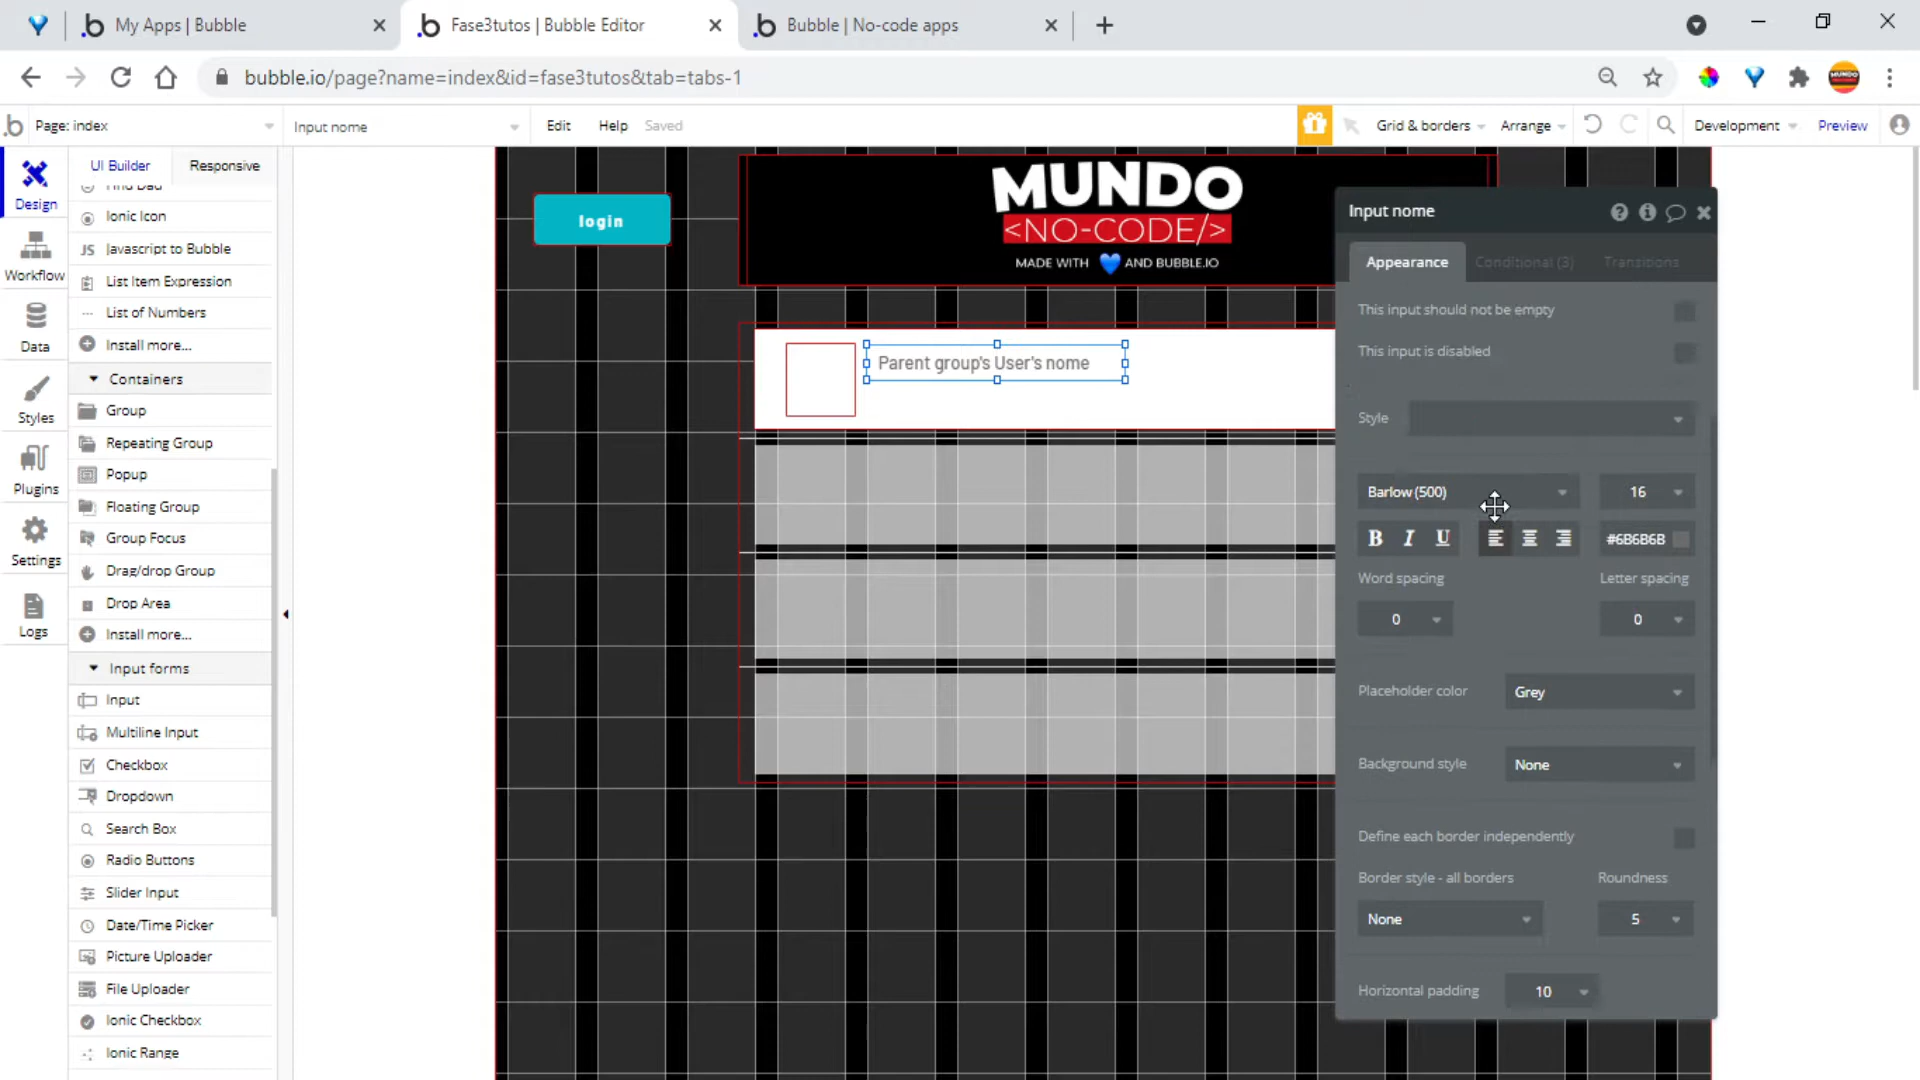 My Apps | Bubble
Fase3tutos | Bubble Editor
Bubble | No-code apps
bubble.io/page?name=index&id=fase3tutos&tab=tabs-1
Page: index
Input nome
Edit
Help
Saved
Grid & borders
Arrange
Development
Preview
Design
Workflow
Data
Styles
Plugins
Settings
Logs
UI Builder
Responsive
Find Dad
Ionic Icon
JS Javascript to Bubble
List Item Expression
List of Numbers
Install more...
Containers
Group
Repeating Group
Popup
Floating Group
Group Focus
Drag/drop Group
Drop Area
Install more...
Input forms
Input
Multiline Input
Checkbox
Dropdown
Search Box
Radio Buttons
Slider Input
Date/Time Picker
Picture Uploader
File Uploader
Ionic Checkbox
Ionic Range
login
MUNDO
<NO-CODE/>
MADE WITH AND BUBBLE.IO
Parent group's User's nome
Input nome
Appearance
Conditional (3)
Transitions
This input should not be empty
This input is disabled
Style
Barlow (500)
16
B I U
#6B6B6B
Word spacing
Letter spacing
0
0
Placeholder color
Grey
Background style
None
Define each border independently
Border style - all borders
Roundness
None
5
Horizontal padding
10